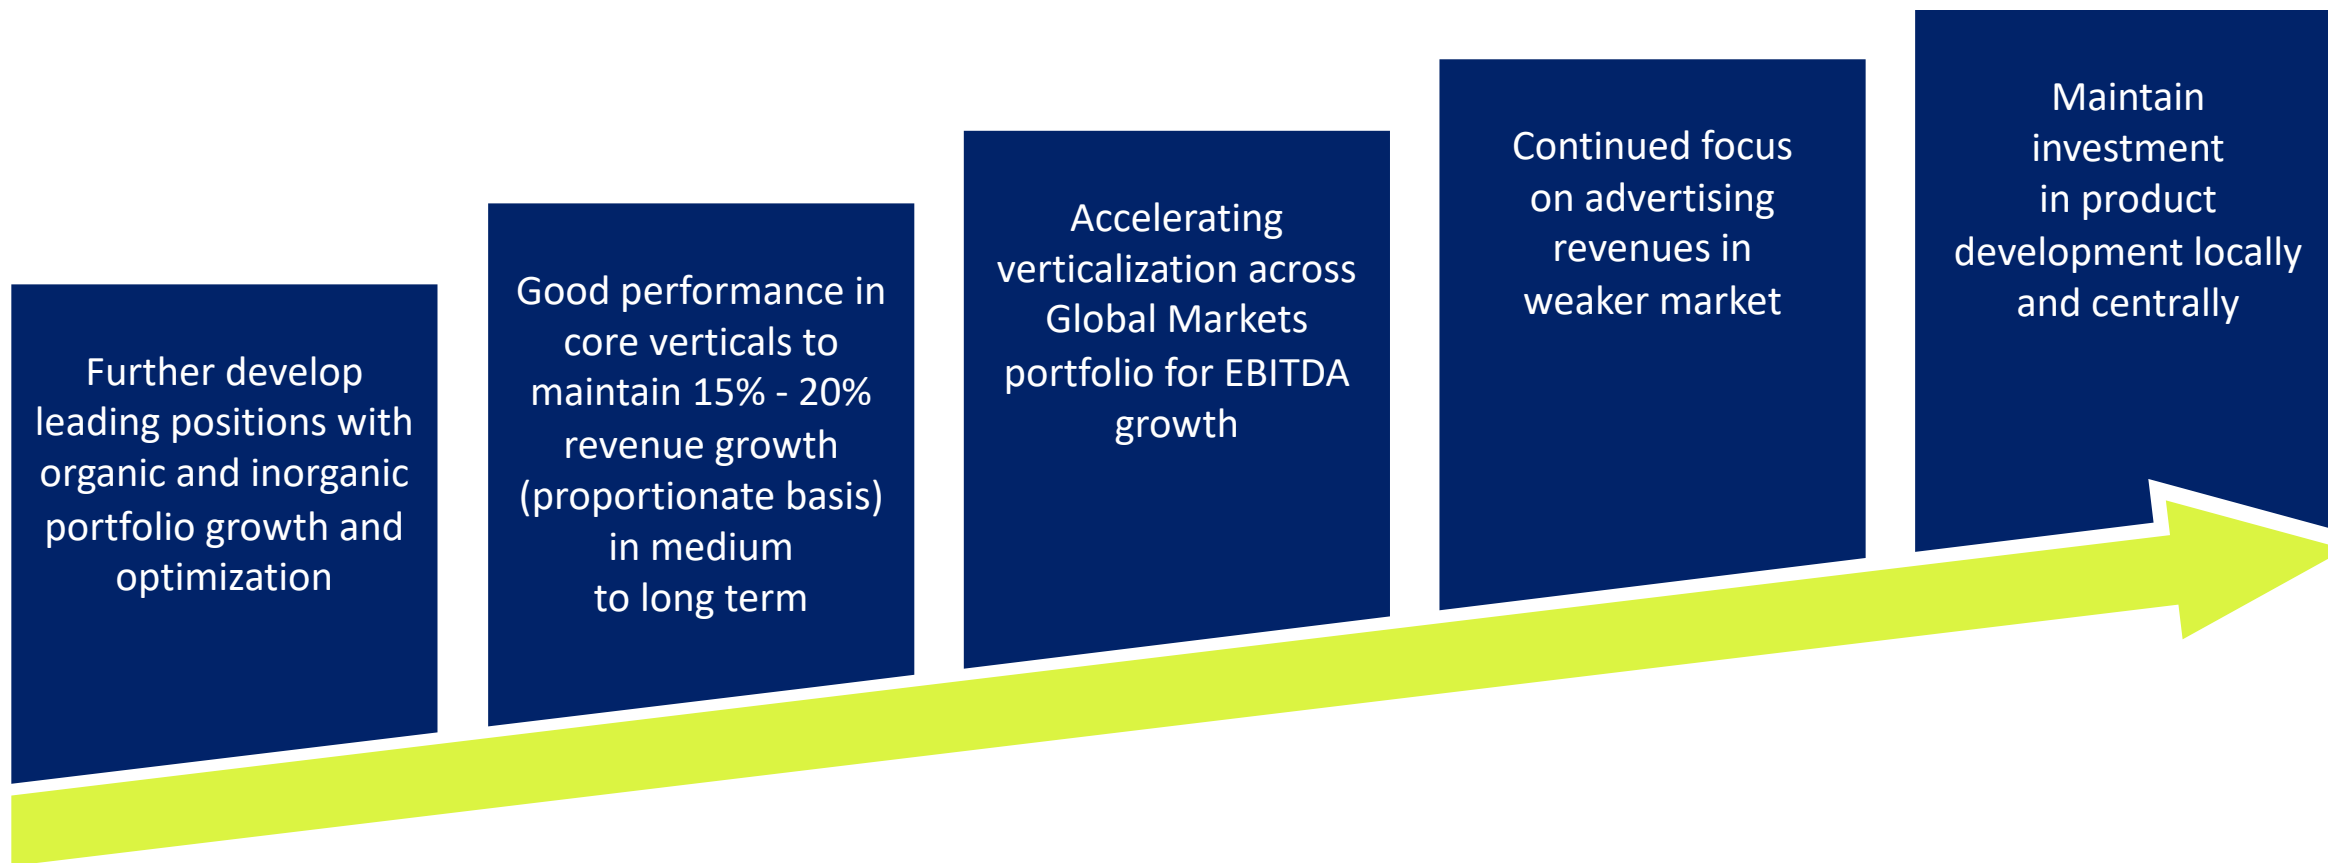 Further develop
leading positions with
organic and inorganic
portfolio growth and
optimization
Good performance in
core verticals to
maintain 15% - 20%
revenue growth
(proportionate basis)
in medium
to long term
Accelerating
verticalization across
Global Markets
portfolio for EBITDA
growth
Continued focus
on advertising
revenues in
weaker market
Maintain
investment
in product
development locally
and centrally